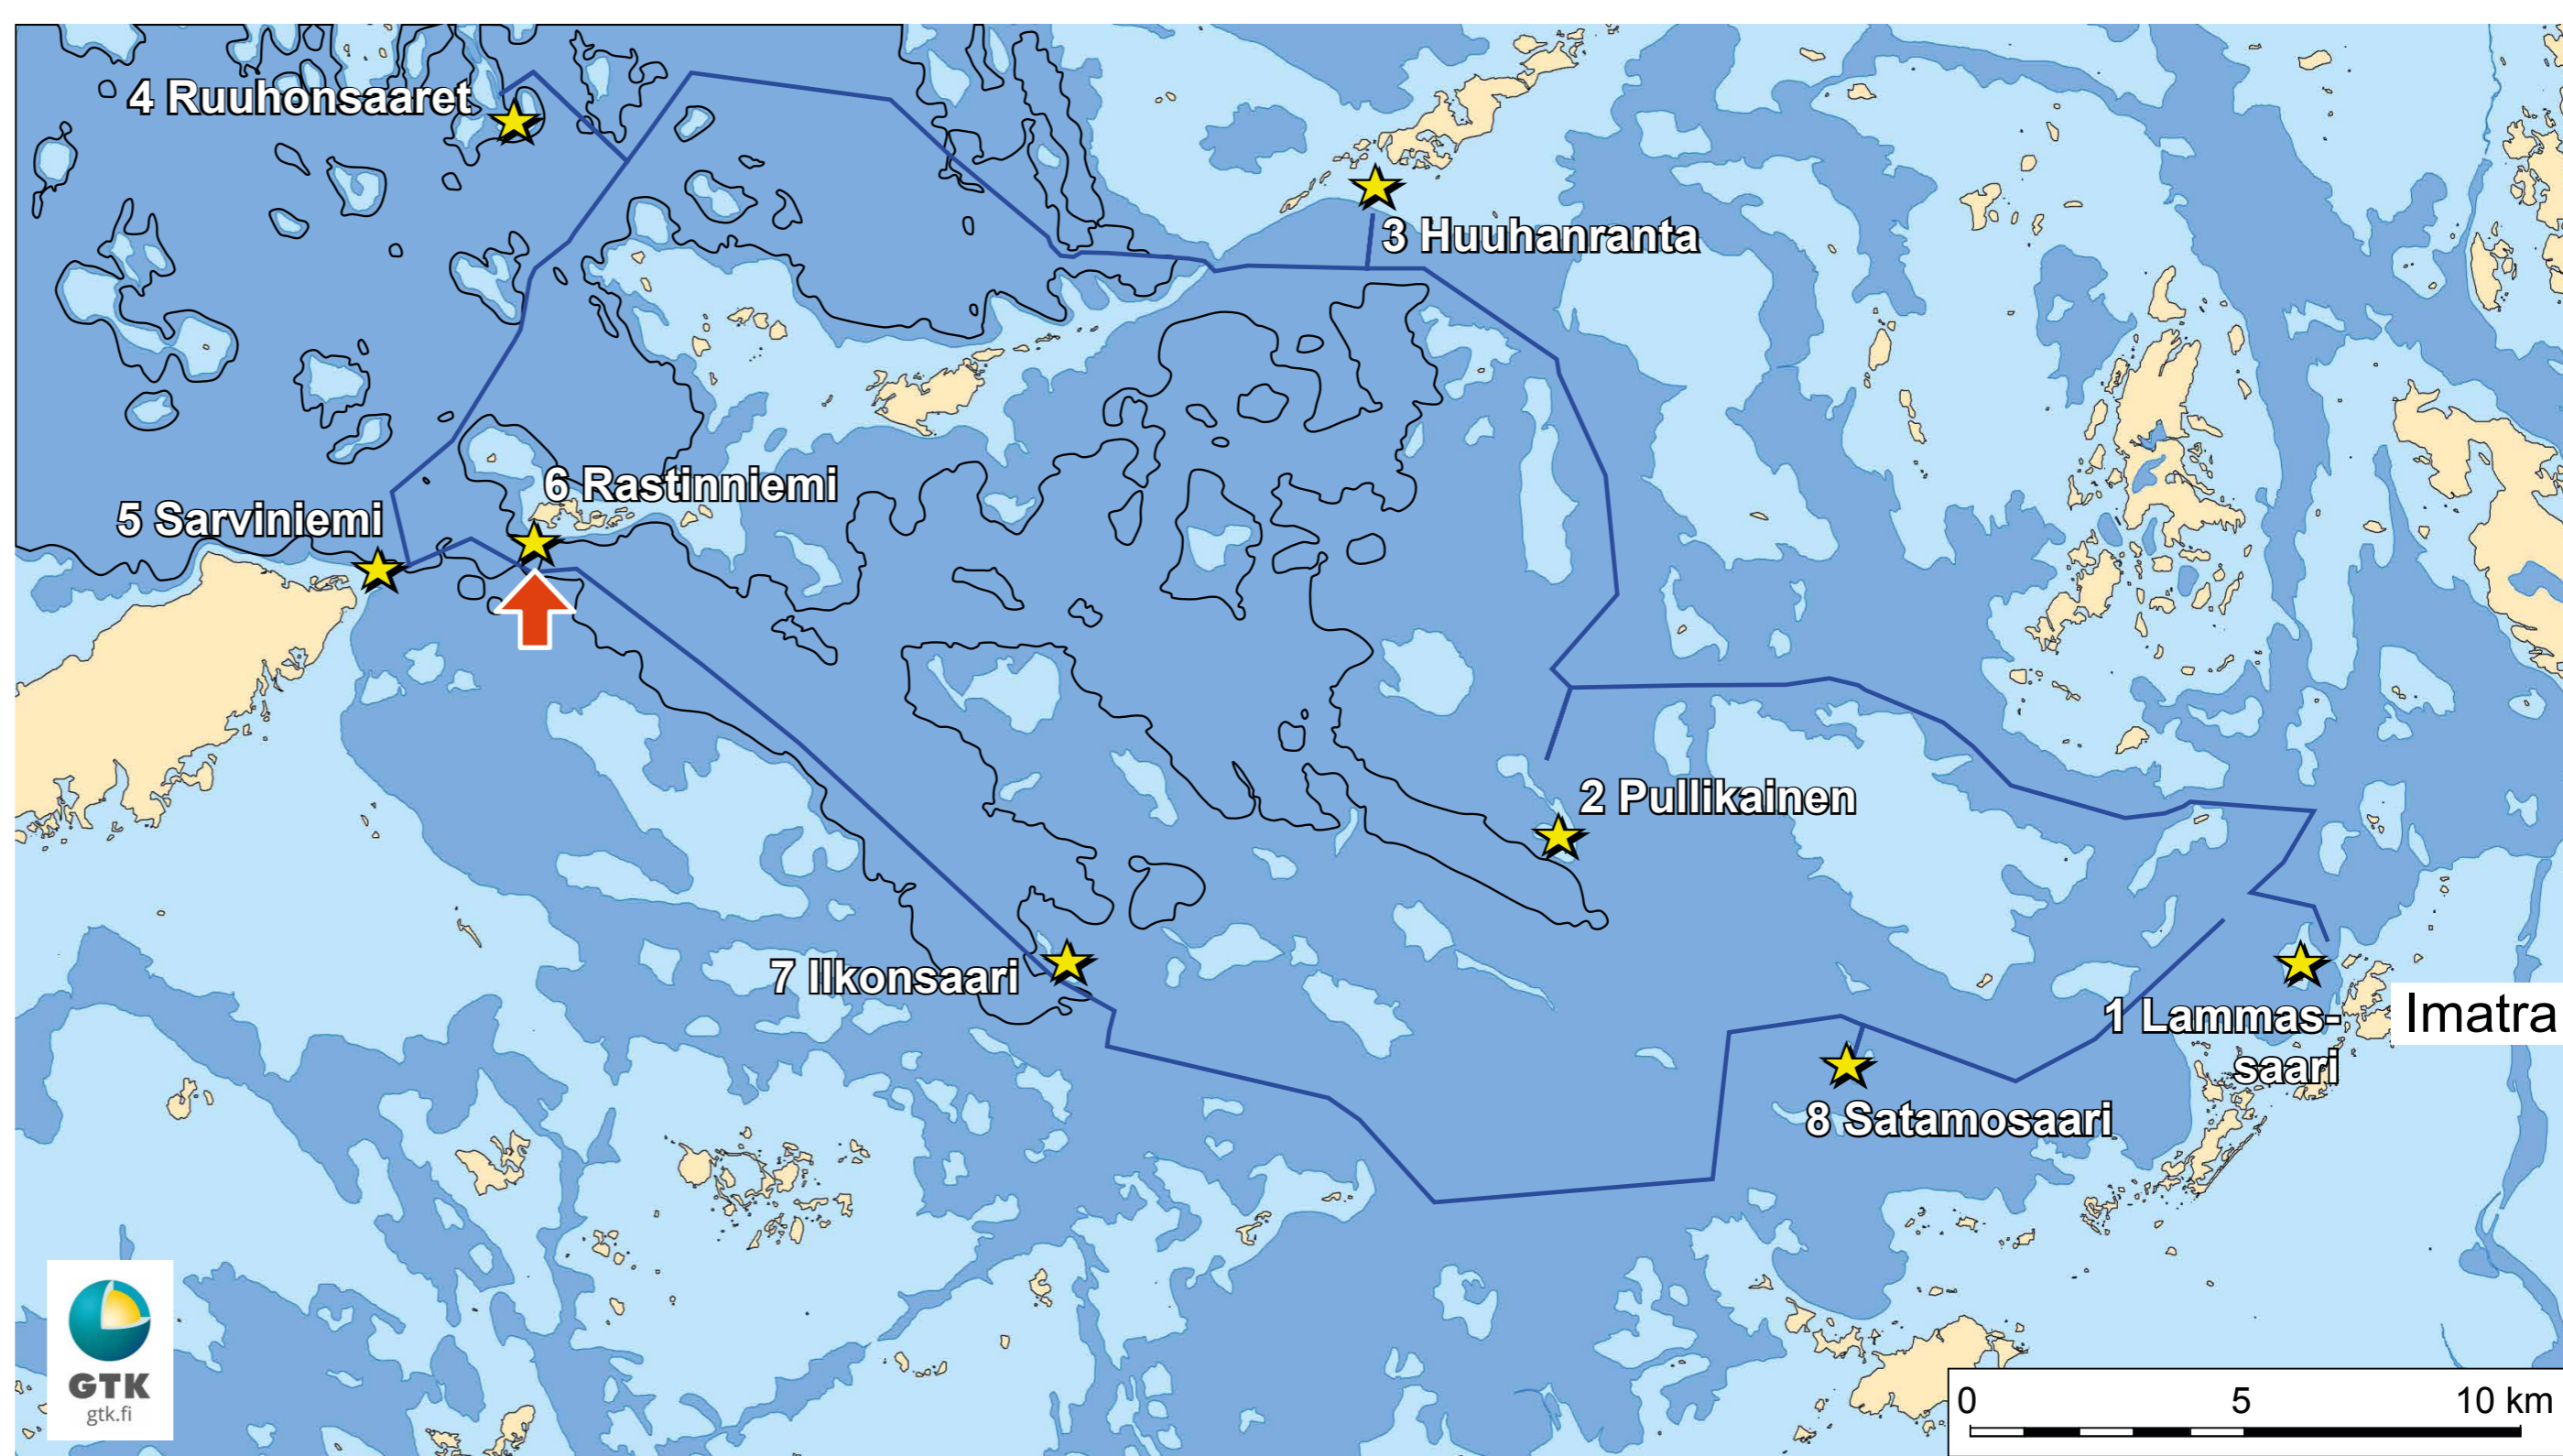 4 Ruuhonsaaret
3 Huuhanranta
6 Rastinniemi
5 Sarviniemi
2 Pullikainen
7 Ilkonsaari
1 Lammas-
saari
Imatra
8 Satamosaari
GTK
gtk.fi
0 5 10 km